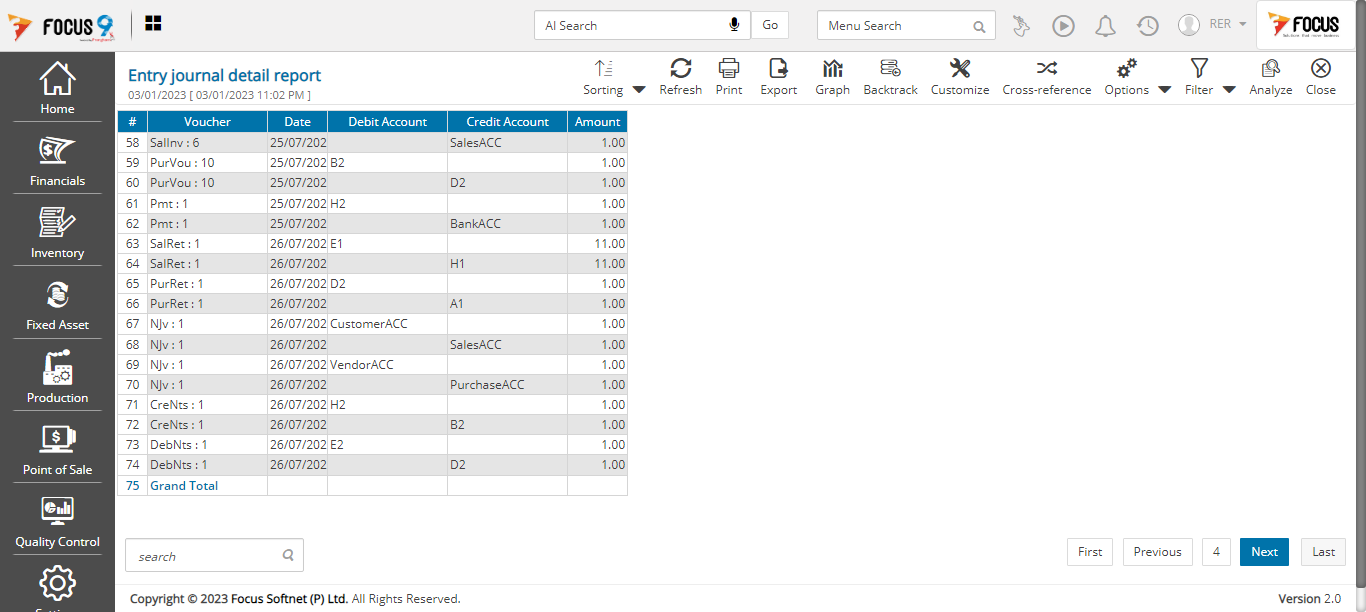 FOCUS 9
AI Search
Go
Menu Search
RER
FOCUS
Home
Financials
Inventory
Fixed Asset
Production
Point of Sale
Quality Control
Entry journal detail report
03/01/2023 [ 03/01/2023 11:02 PM ]
Sorting Refresh Print Export Graph Backtrack Customize Cross-reference Options Filter Analyze Close
# Voucher Date Debit Account Credit Account Amount
58 SalInv : 6 25/07/202 SalesACC 1.00
59 PurVou : 10 25/07/202 B2 1.00
60 PurVou : 10 25/07/202 D2 1.00
61 Pmt : 1 25/07/202 H2 1.00
62 Pmt : 1 25/07/202 BankACC 1.00
63 SalRet : 1 26/07/202 E1 11.00
64 SalRet : 1 26/07/202 H1 11.00
65 PurRet : 1 26/07/202 D2 1.00
66 PurRet : 1 26/07/202 A1 1.00
67 NJv : 1 26/07/202 CustomerACC 1.00
68 NJv : 1 26/07/202 SalesACC 1.00
69 NJv : 1 26/07/202 VendorACC 1.00
70 NJv : 1 26/07/202 PurchaseACC 1.00
71 CreNts : 1 26/07/202 H2 1.00
72 CreNts : 1 26/07/202 B2 1.00
73 DebNts : 1 26/07/202 E2 1.00
74 DebNts : 1 26/07/202 D2 1.00
75 Grand Total
search
First Previous 4 Next Last
Copyright © 2023 Focus Softnet (P) Ltd. All Rights Reserved.
Version 2.0